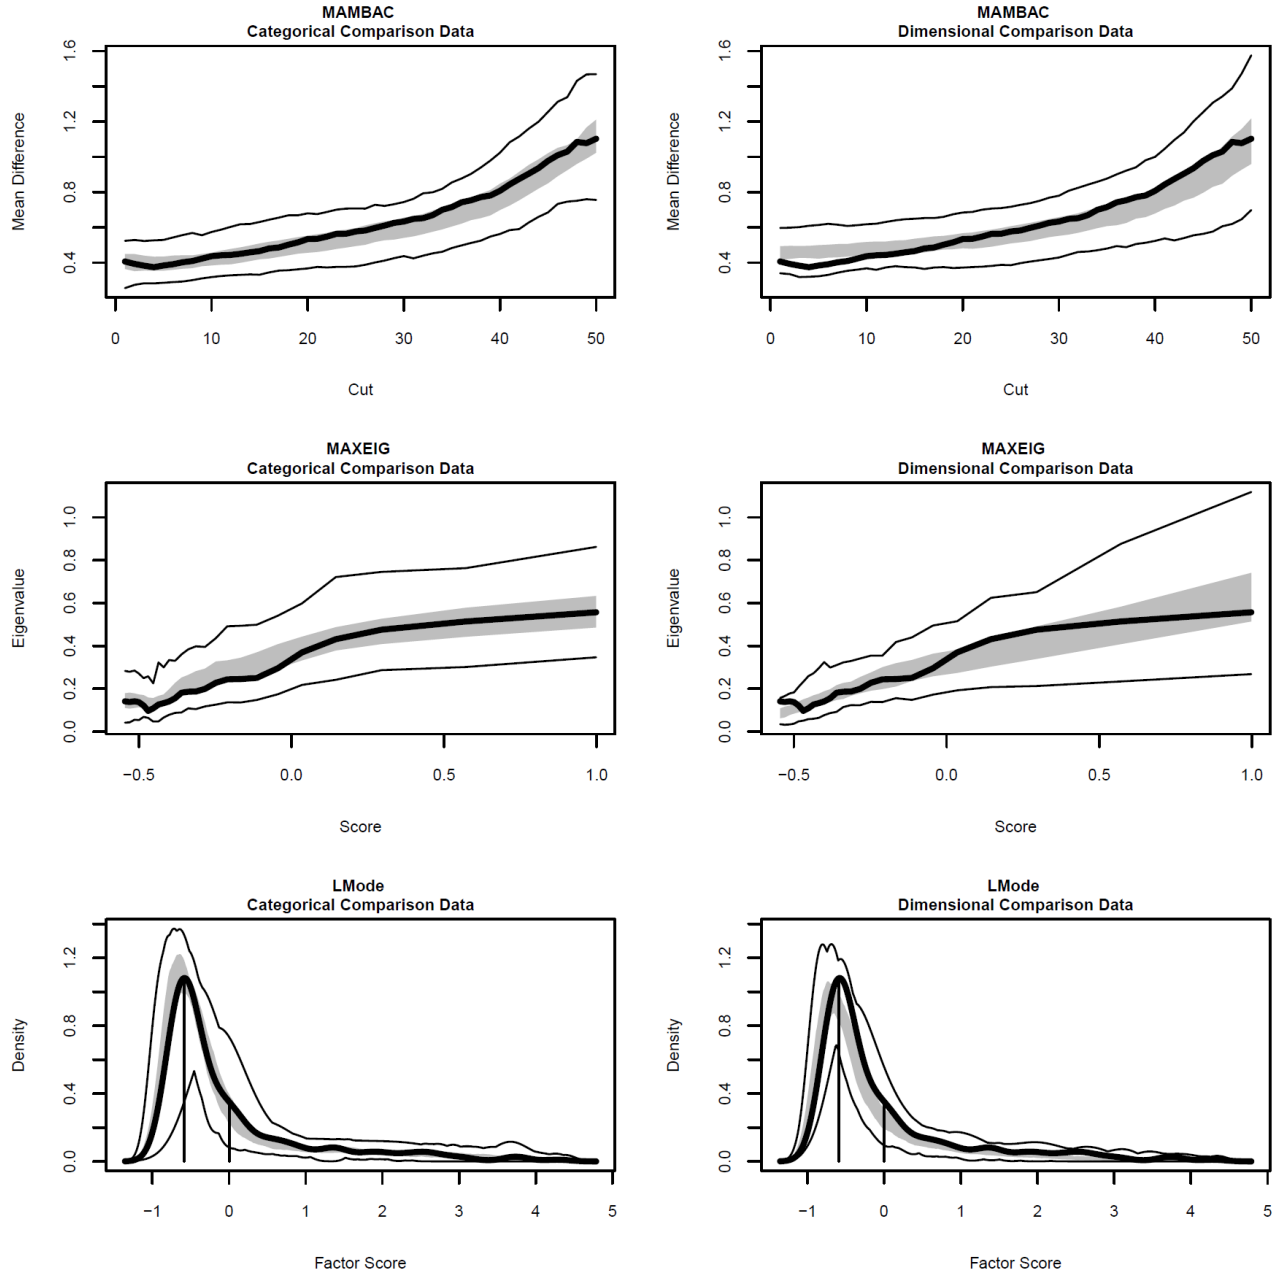 MAMBAC
Categorical Comparison Data
Mean Difference
1.6
1.2
0.8
0.4
0 10 20 30 40 50
Cut
MAMBAC
Dimensional Comparison Data
Mean Difference
1.6
1.2
0.8
0.4
0 10 20 30 40 50
Cut
MAXEIG
Categorical Comparison Data
Eigenvalue
1.0
0.8
0.6
0.4
0.2
0.0
−0.5 0.0 0.5 1.0
Score
MAXEIG
Dimensional Comparison Data
Eigenvalue
1.0
0.8
0.6
0.4
0.2
0.0
−0.5 0.0 0.5 1.0
Score
LMode
Categorical Comparison Data
Density
1.2
0.8
0.4
0.0
−1 0 1 2 3 4 5
Factor Score
LMode
Dimensional Comparison Data
Density
1.2
0.8
0.4
0.0
−1 0 1 2 3 4 5
Factor Score